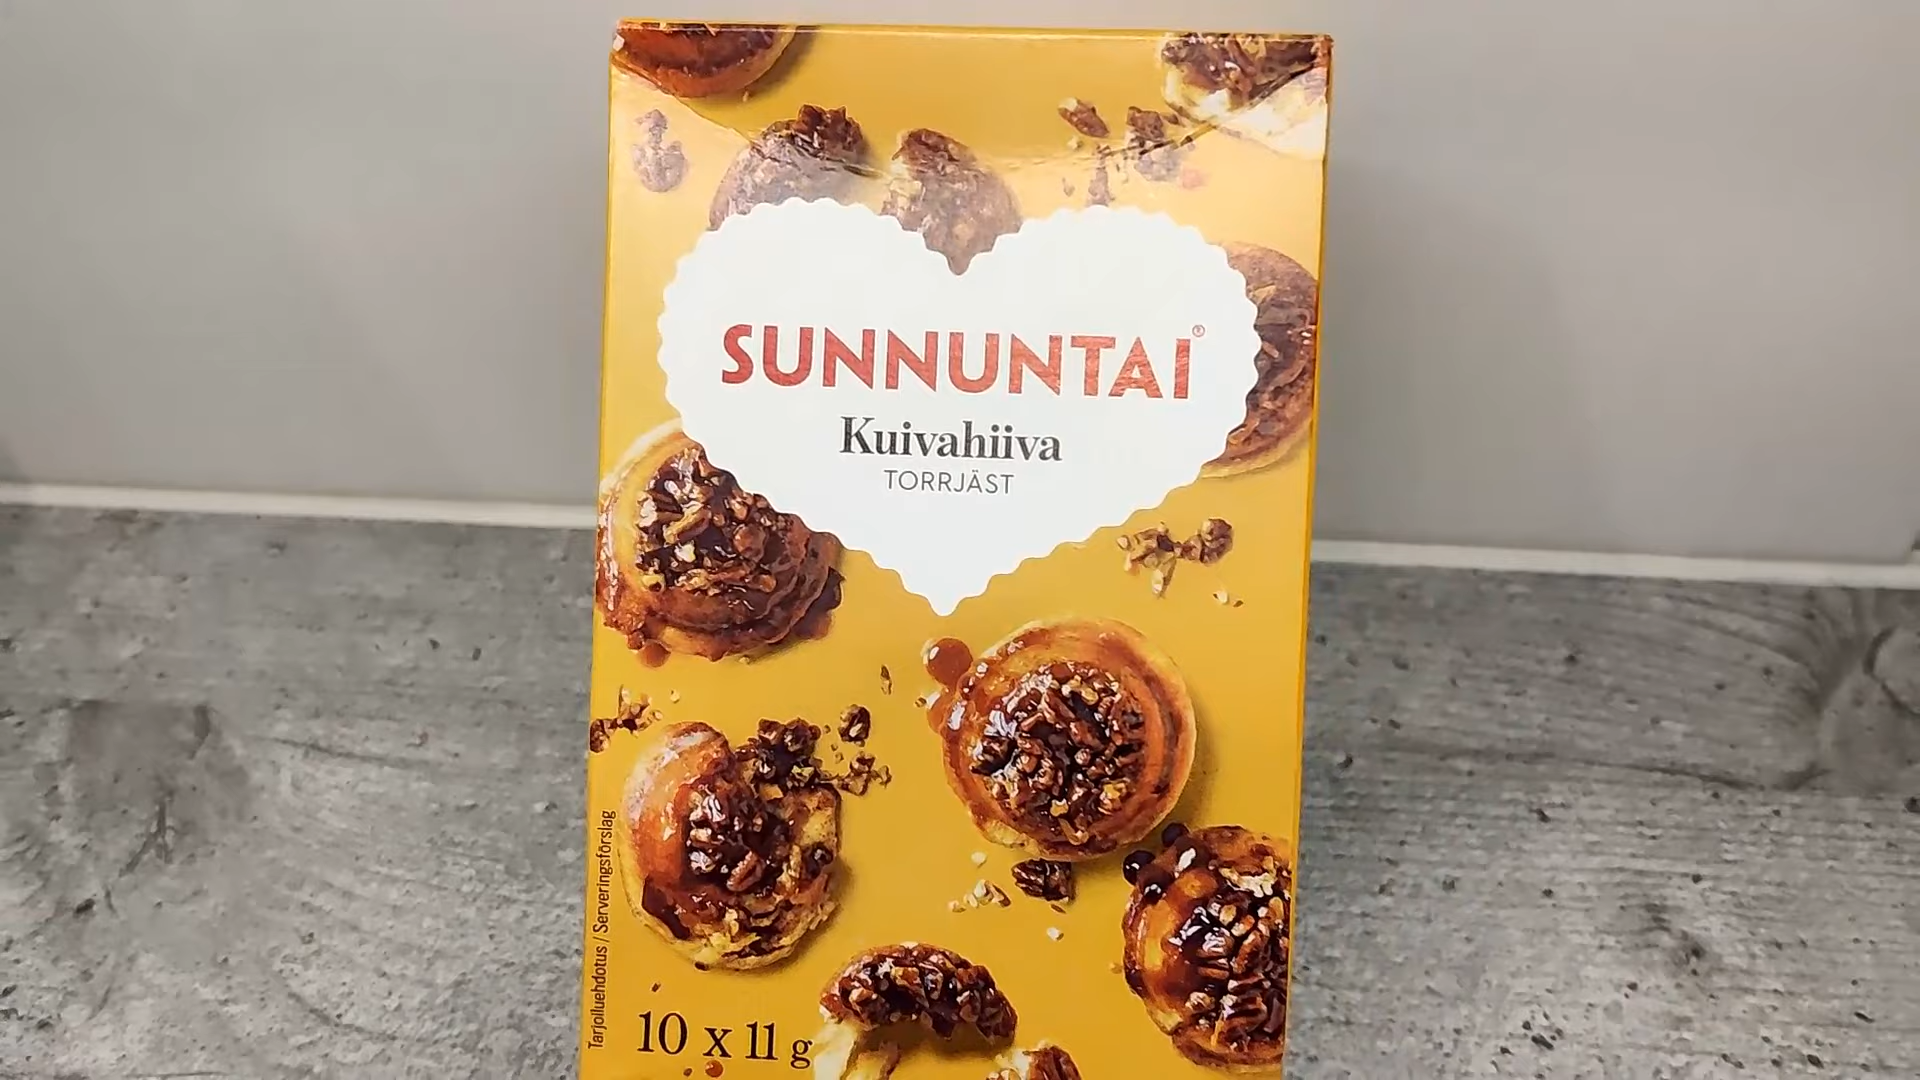 SUNNUNTAI®
Kuivahiiva
TORRJÄST
Tarjoiluehdotus / Serveringsförslag
10 x 11 g